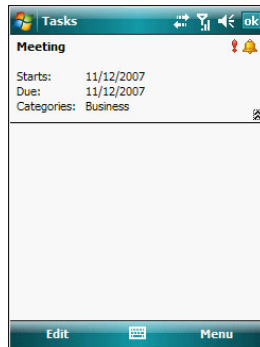 Tasks ok
Meeting
Starts: 11/12/2007
Due: 11/12/2007
Categories: Business
Edit Menu